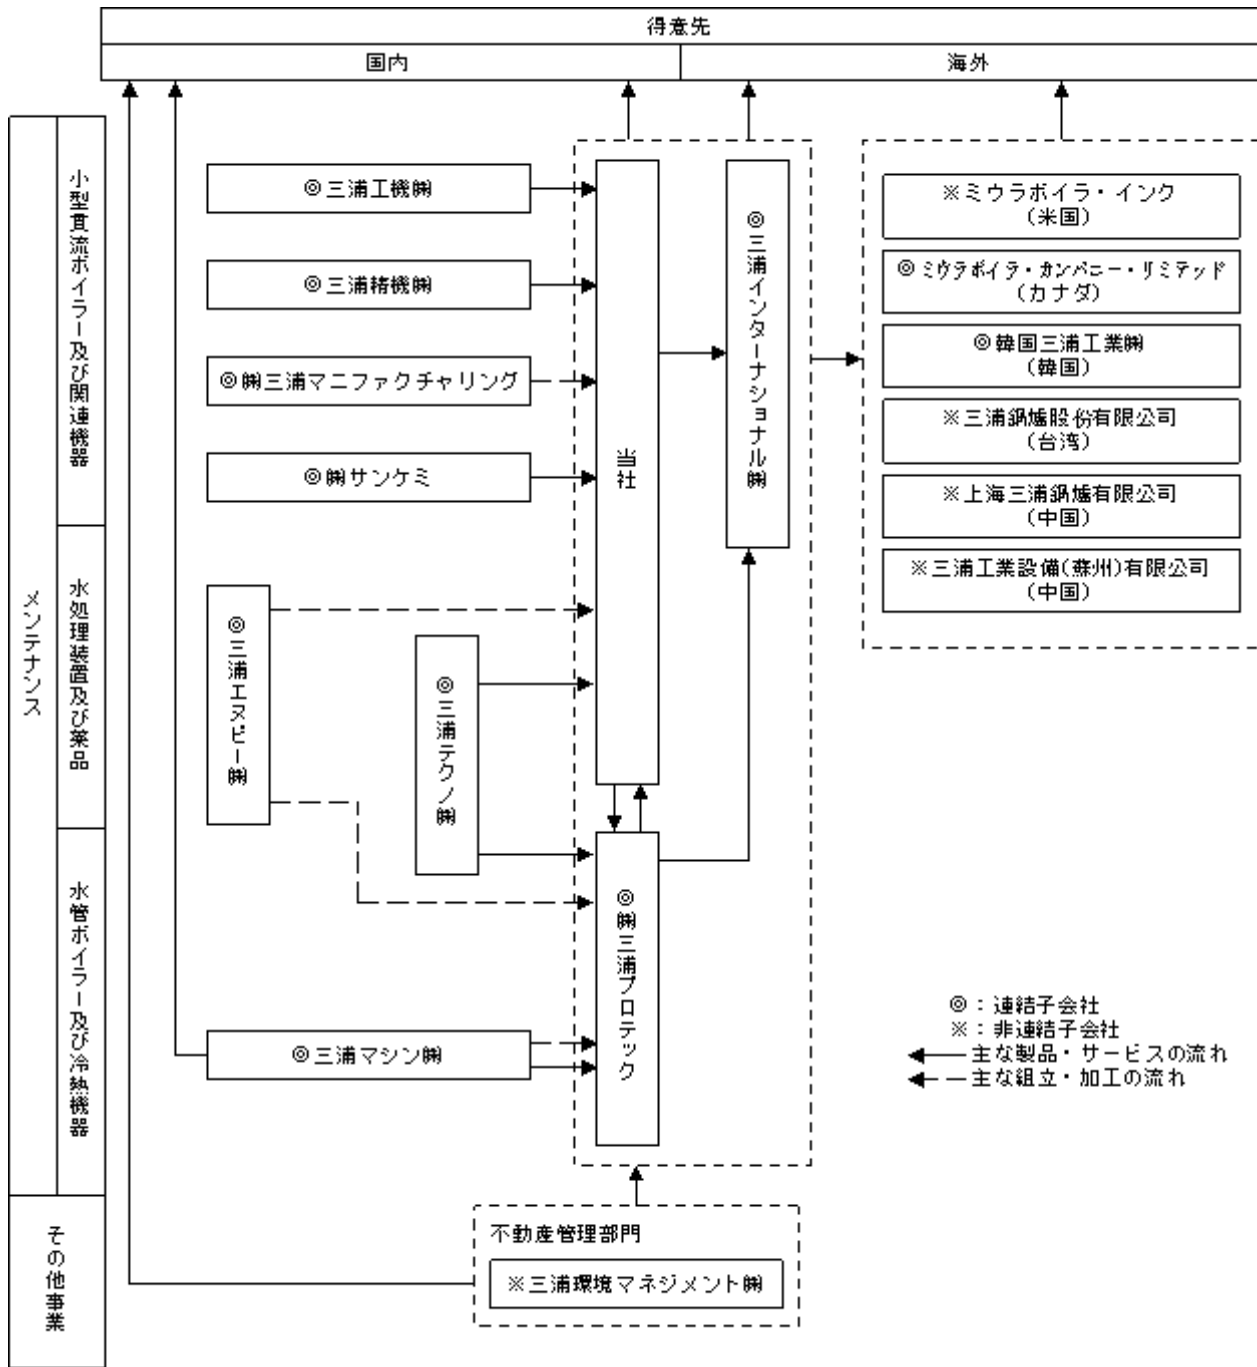 得意先
国内
海外
メンテナンス
小型貫流ボイラー及び関連機器
水処理装置及び薬品
水管ボイラー及び冷熱機器
その他事業
◎三浦工機㈱
◎三浦精機㈱
◎㈱三浦マニファクチャリング
◎㈱サンケミ
◎三浦エヌピー㈱
◎三浦テクノ㈱
◎三浦マシン㈱
当社
◎㈱三浦プロテック
◎三浦インターナショナル㈱
※ミウラボイラ・インク
(米国)
◎ミウラボイラ・カンパニー・リミテッド
(カナダ)
◎韓国三浦工業㈱
(韓国)
※三浦鍋爐股份有限公司
(台湾)
※上海三浦鍋爐有限公司
(中国)
※三浦工業設備(蘇州)有限公司
(中国)
◎：連結子会社
※：非連結子会社
主な製品・サービスの流れ
主な組立・加工の流れ
不動産管理部門
※三浦環境マネジメント㈱